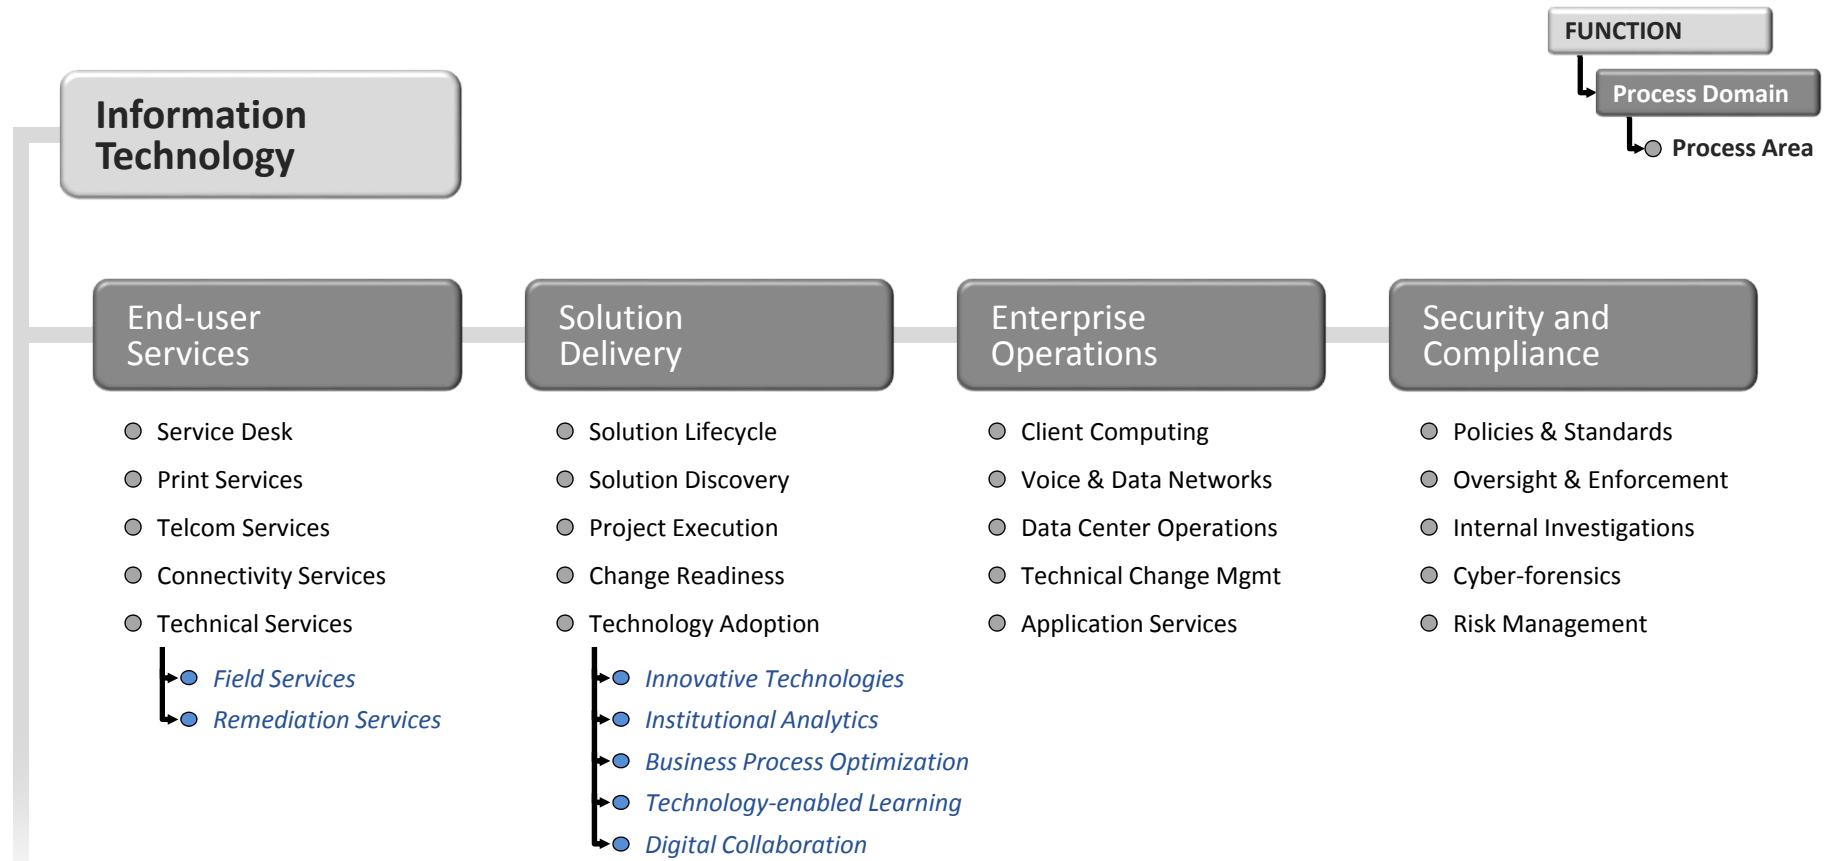 FUNCTION
Process Domain
Process Area
Information
Technology
End-user
Services
Service Desk
Print Services
Telcom Services
Connectivity Services
Technical Services
Field Services
Remediation Services
Solution
Delivery
Solution Lifecycle
Solution Discovery
Project Execution
Change Readiness
Technology Adoption
Innovative Technologies
Institutional Analytics
Business Process Optimization
Technology-enabled Learning
Digital Collaboration
Enterprise
Operations
Client Computing
Voice & Data Networks
Data Center Operations
Technical Change Mgmt
Application Services
Security and
Compliance
Policies & Standards
Oversight & Enforcement
Internal Investigations
Cyber-forensics
Risk Management